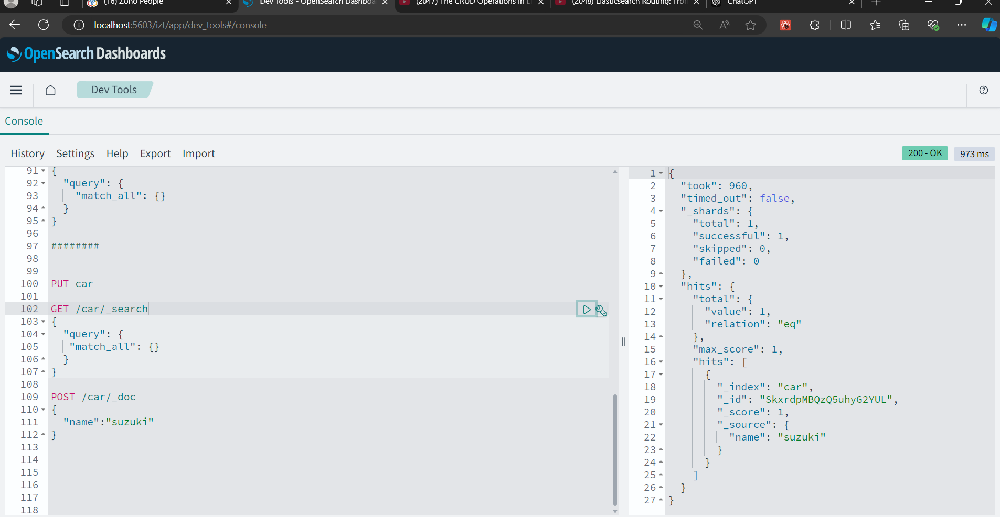 (16) Zoho People
Dev Tools - OpenSearch Dashboa
(2047) The CRUD Operations in El
(2048) Elasticsearch Routing: Fron
ChatGPT
localhost:5603/izt/app/dev_tools#/console
OpenSearch Dashboards
Dev Tools
Console
History Settings Help Export Import
200 - OK 973 ms
91 {
92 "query": {
93 "match_all": {}
94 }
95 }
96
97 ########
98
99
100 PUT car
101
102 GET /car/_search
103 {
104 "query": {
105 "match_all": {}
106 }
107 }
108
109 POST /car/_doc
110 {
111 "name":"suzuki"
112 }
113
114
115
116
117
118
1 {
2 "took": 960,
3 "timed_out": false,
4 "_shards": {
5 "total": 1,
6 "successful": 1,
7 "skipped": 0,
8 "failed": 0
9 },
10 "hits": {
11 "total": {
12 "value": 1,
13 "relation": "eq"
14 },
15 "max_score": 1,
16 "hits": [
17 {
18 "_index": "car",
19 "_id": "SkxrdpMBQzQ5uhyG2YUL",
20 "_score": 1,
21 "_source": {
22 "name": "suzuki"
23 }
24 }
25 ]
26 }
27 }